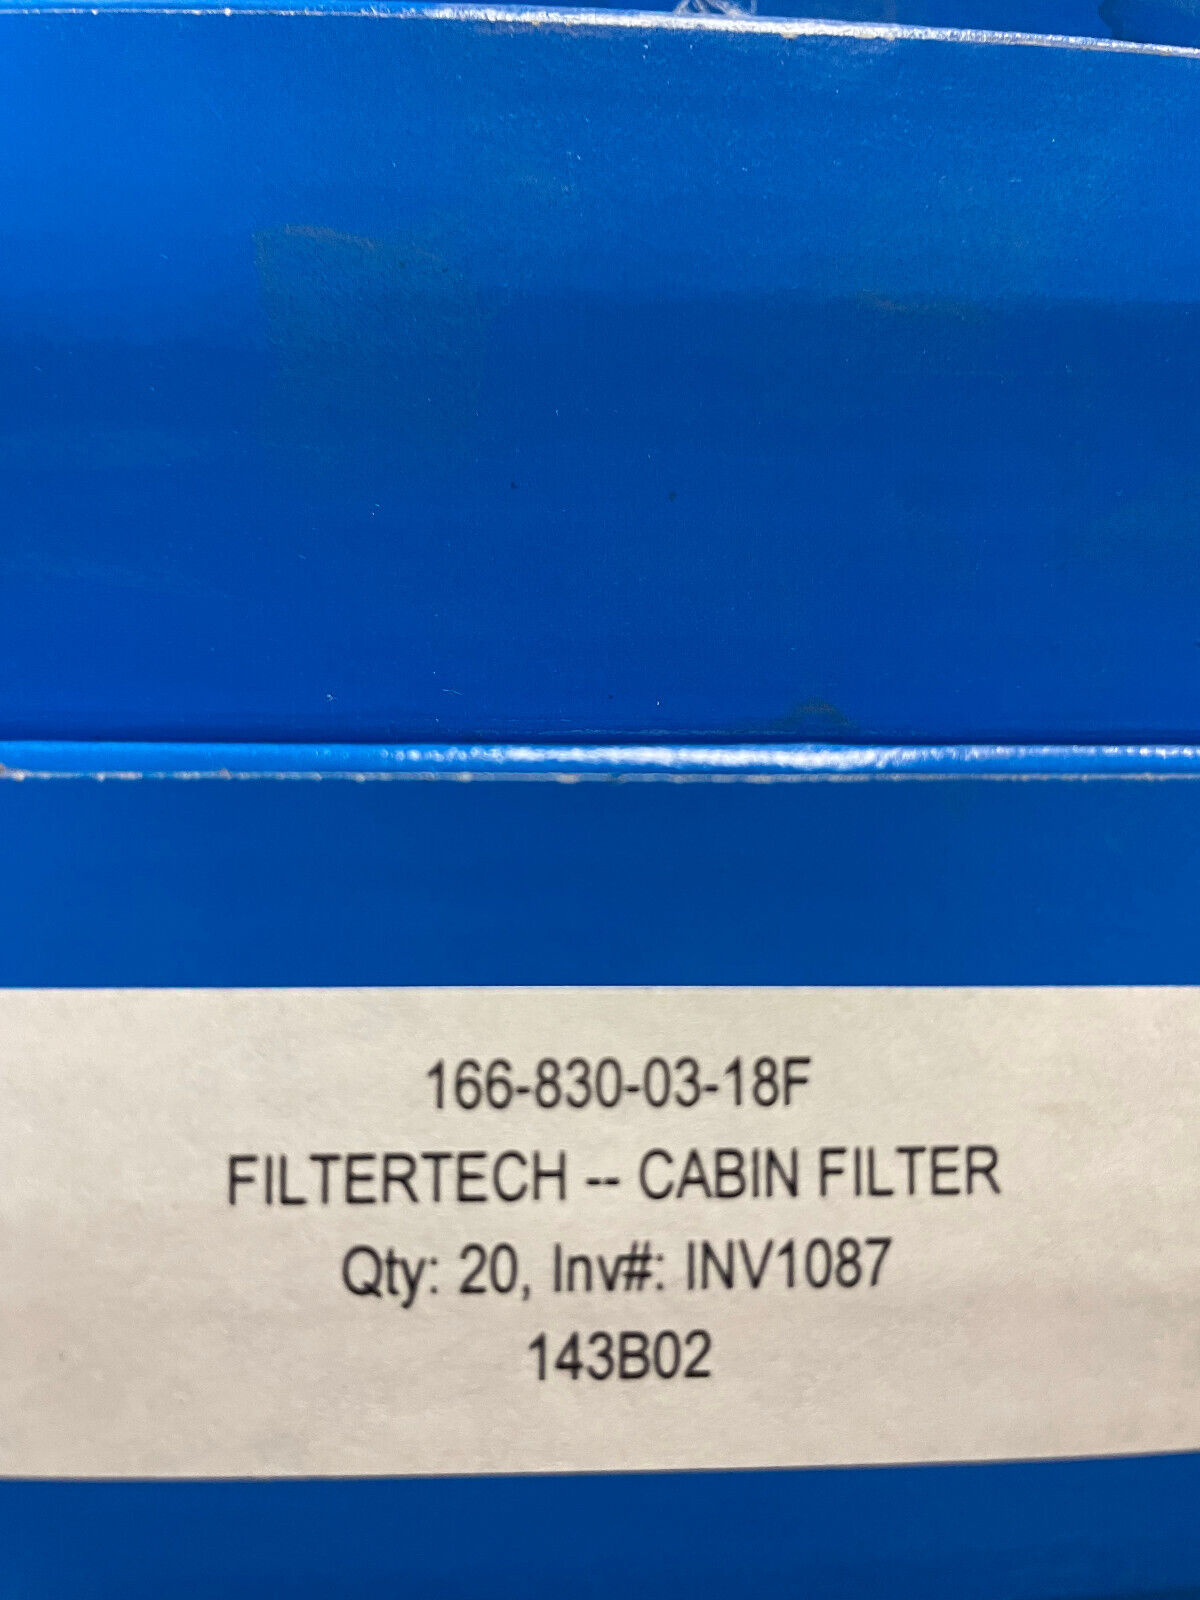 166-830-03-18F
FILTERTECH -- CABIN FILTER
Qty: 20, Inv#: INV1087
143B02